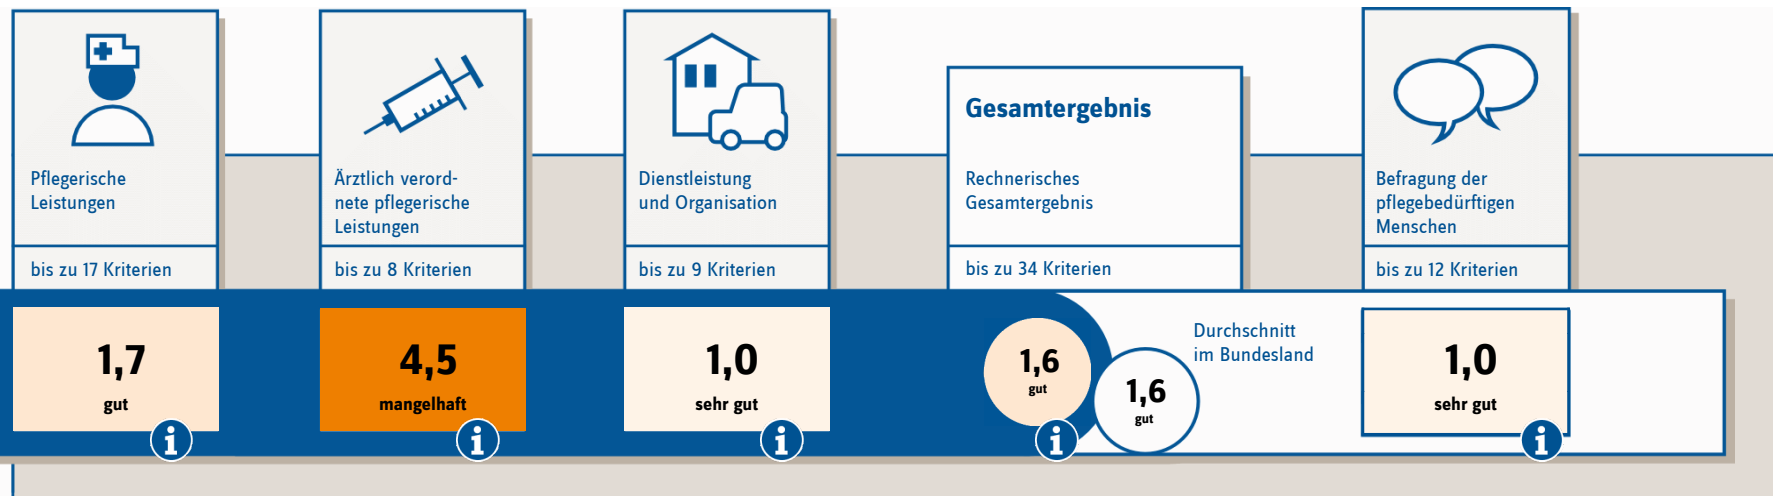 Pflegerische
Leistungen
bis zu 17 Kriterien
1,7
gut
i
Ärztlich verord-
nete pflegerische
Leistungen
bis zu 8 Kriterien
4,5
mangelhaft
i
Dienstleistung
und Organisation
bis zu 9 Kriterien
1,0
sehr gut
i
Gesamtergebnis
Rechnerisches
Gesamtergebnis
bis zu 34 Kriterien
1,6
gut
i
Durchschnitt
im Bundesland
1,6
gut
Befragung der
pflegebedürftigen
Menschen
bis zu 12 Kriterien
1,0
sehr gut
i